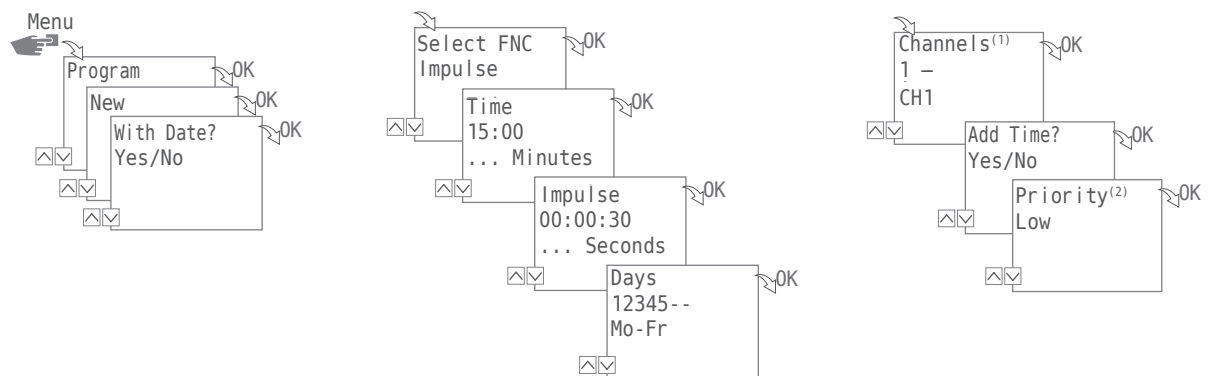 Menu
Program
OK
New
OK
With Date?
OK
Yes/No
Select FNC
OK
Impulse
Time
OK
15:00
... Minutes
Impulse
OK
00:00:30
... Seconds
Days
OK
12345--
Mo-Fr
Channels(1)
OK
1 –
CH1
Add Time?
OK
Yes/No
Priority(2)
OK
Low